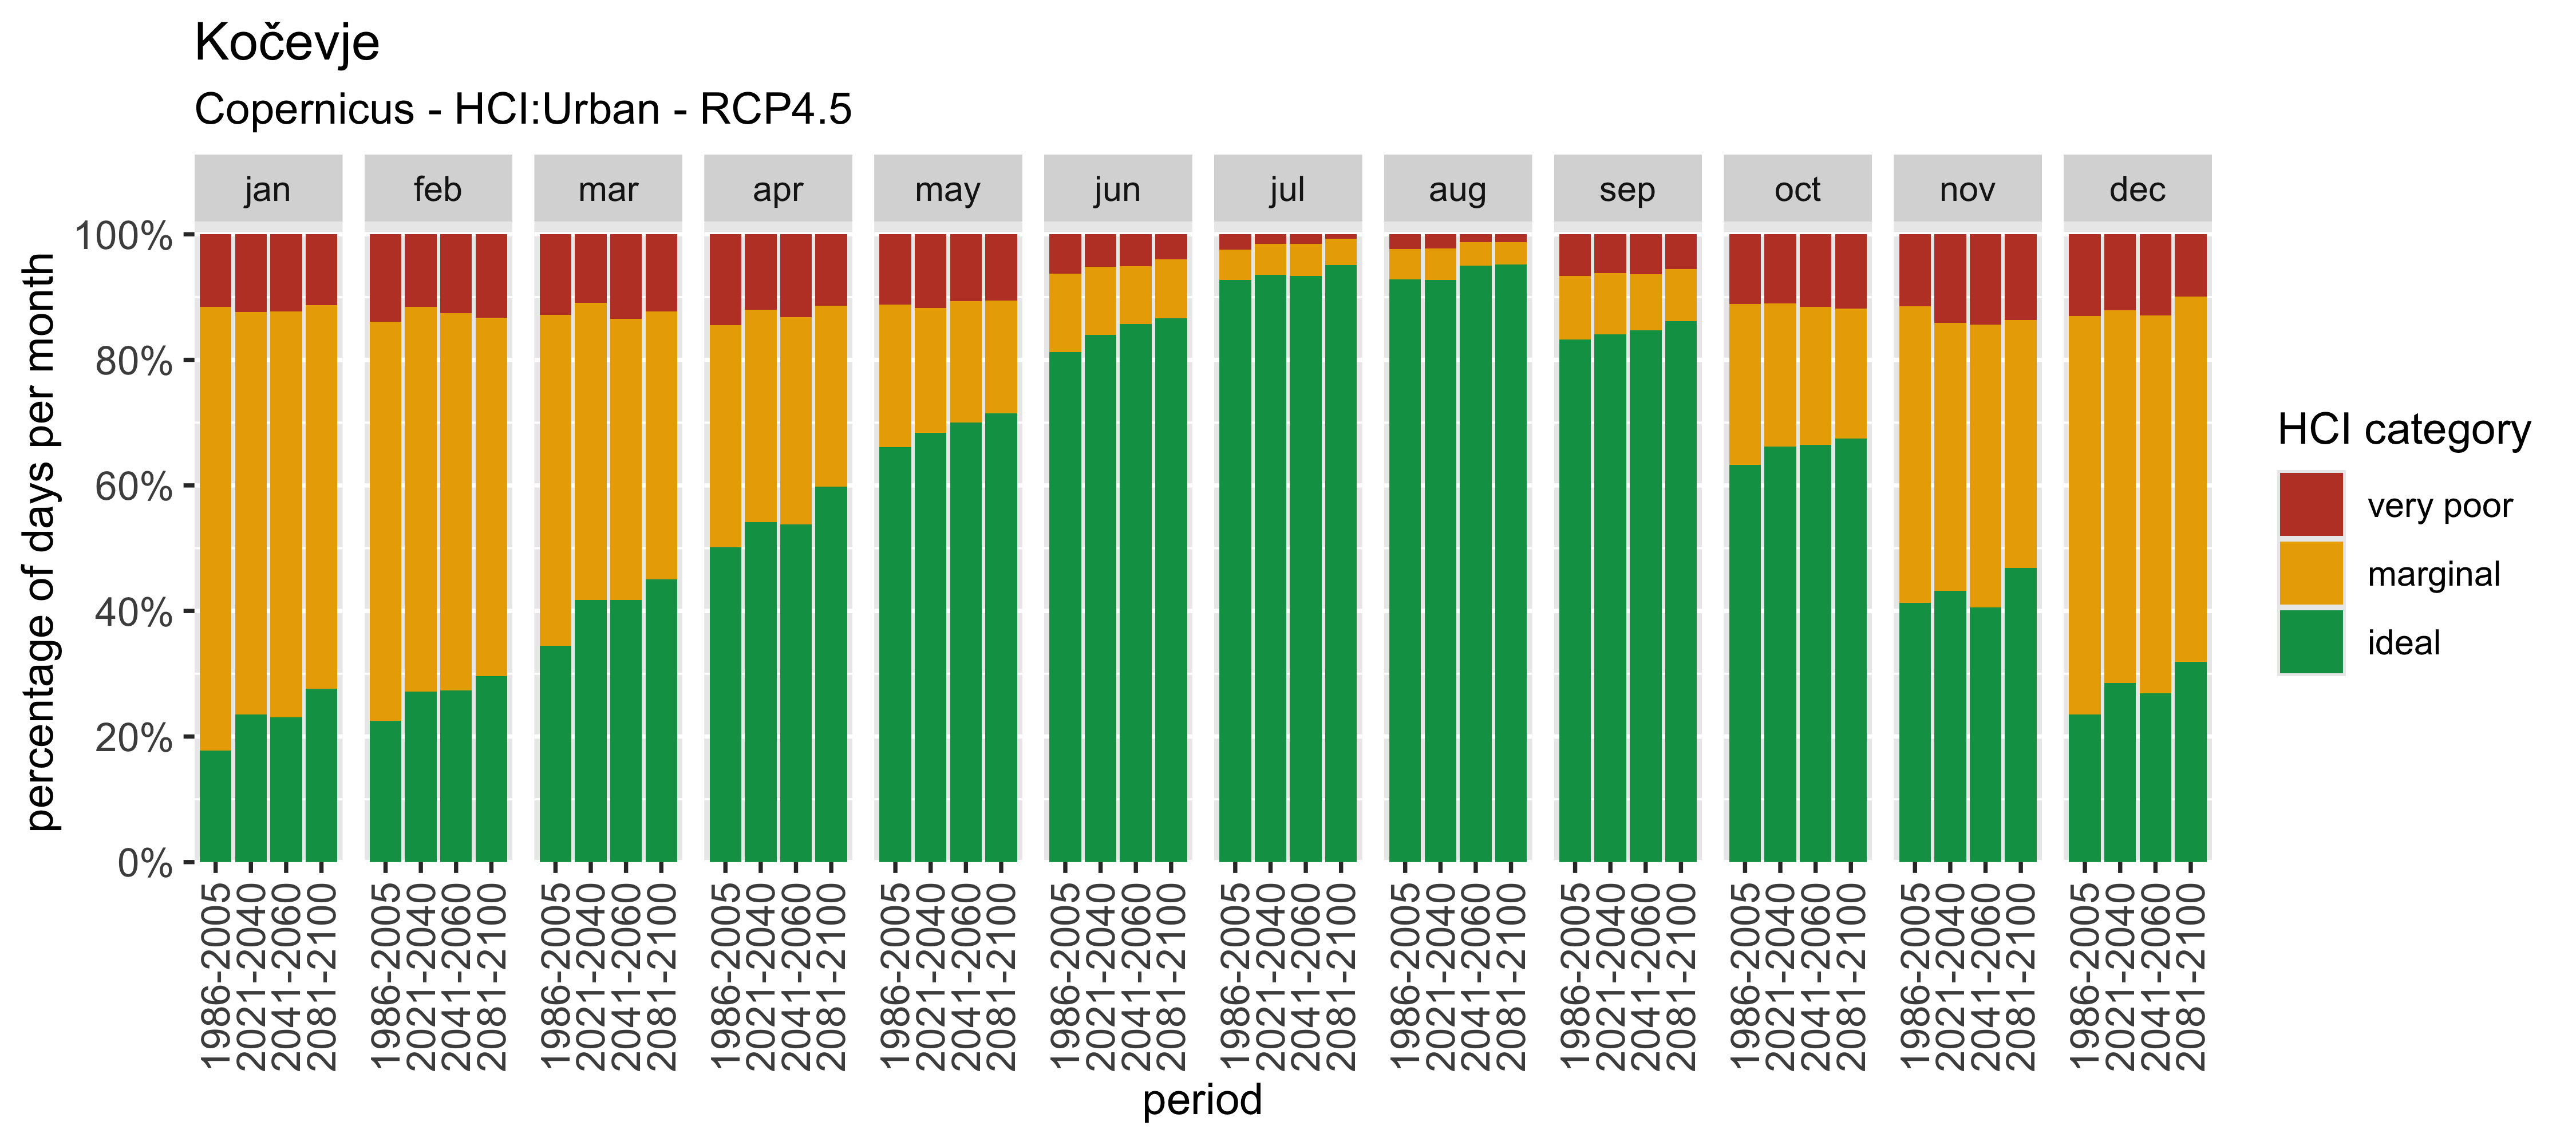 Kočevje
Copernicus - HCI:Urban - RCP4.5
jan feb mar apr may jun jul aug sep oct nov dec
100%
80%
60%
40%
20%
0%
percentage of days per month
1986-2005 2021-2040 2041-2060 2081-2100 1986-2005 2021-2040 2041-2060 2081-2100 1986-2005 2021-2040 2041-2060 2081-2100 1986-2005 2021-2040 2041-2060 2081-2100 1986-2005 2021-2040 2041-2060 2081-2100 1986-2005 2021-2040 2041-2060 2081-2100 1986-2005 2021-2040 2041-2060 2081-2100 1986-2005 2021-2040 2041-2060 2081-2100 1986-2005 2021-2040 2041-2060 2081-2100 1986-2005 2021-2040 2041-2060 2081-2100 1986-2005 2021-2040 2041-2060 2081-2100 1986-2005 2021-2040 2041-2060 2081-2100
period
HCI category
very poor
marginal
ideal